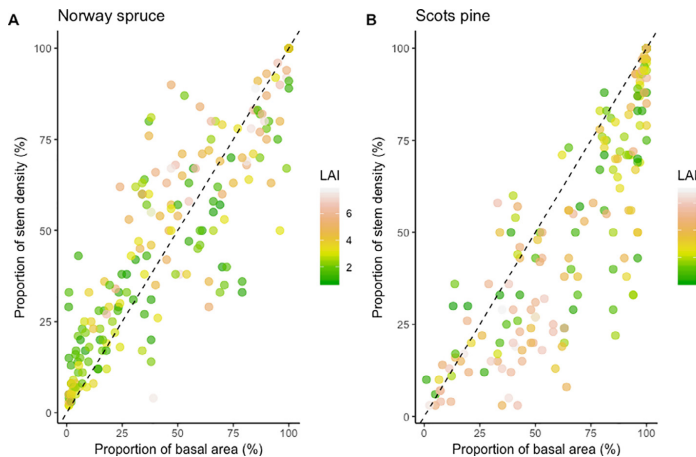 A
Norway spruce
B
Scots pine
100
75
50
25
0
Proportion of stem density (%)
0
25
50
75
100
Proportion of basal area (%)
LAI
6
4
2
100
75
50
25
0
Proportion of stem density (%)
0
25
50
75
100
Proportion of basal area (%)
LAI